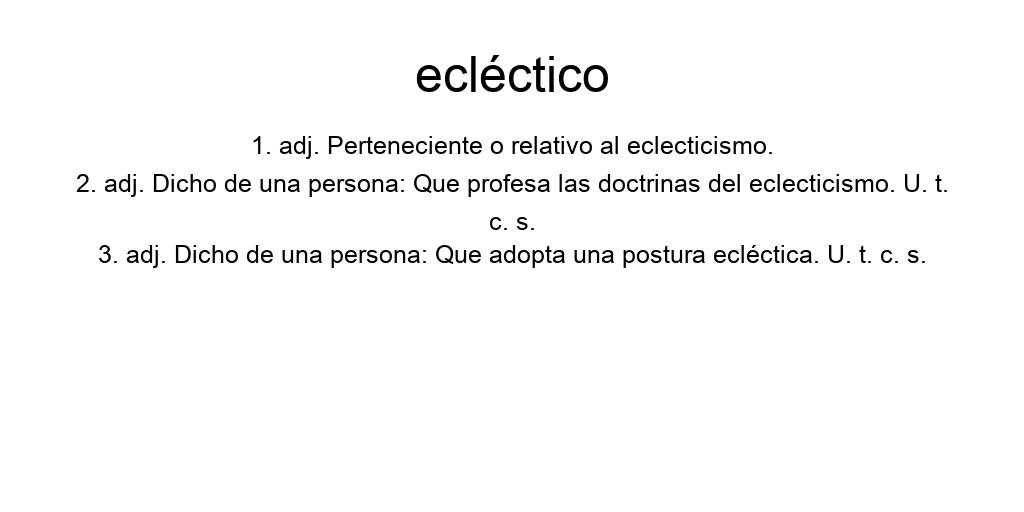 ecléctico
1. adj. Perteneciente o relativo al eclecticismo.
2. adj. Dicho de una persona: Que profesa las doctrinas del eclecticismo. U. t.
c. s.
3. adj. Dicho de una persona: Que adopta una postura ecléctica. U. t. c. s.